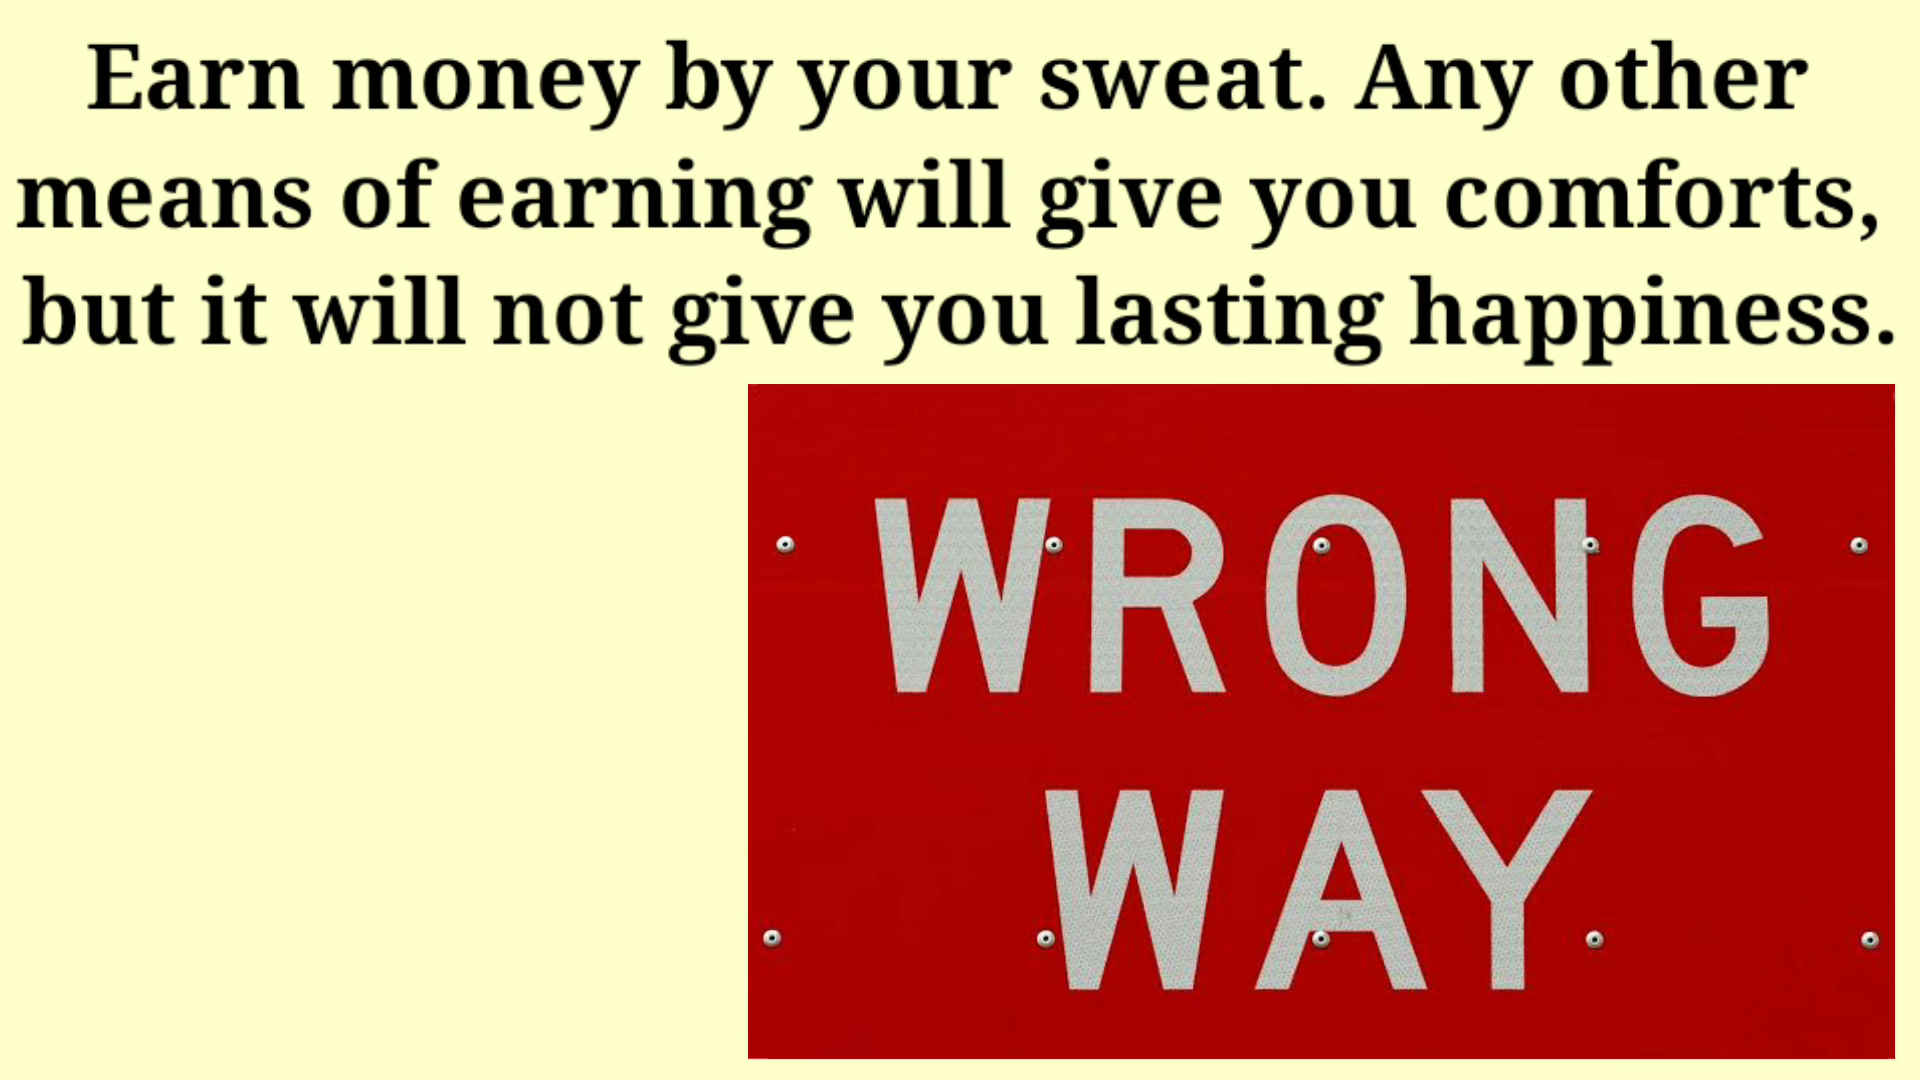 Earn money by your sweat. Any other
means of earning will give you comforts,
but it will not give you lasting happiness.
WRONG
WAY